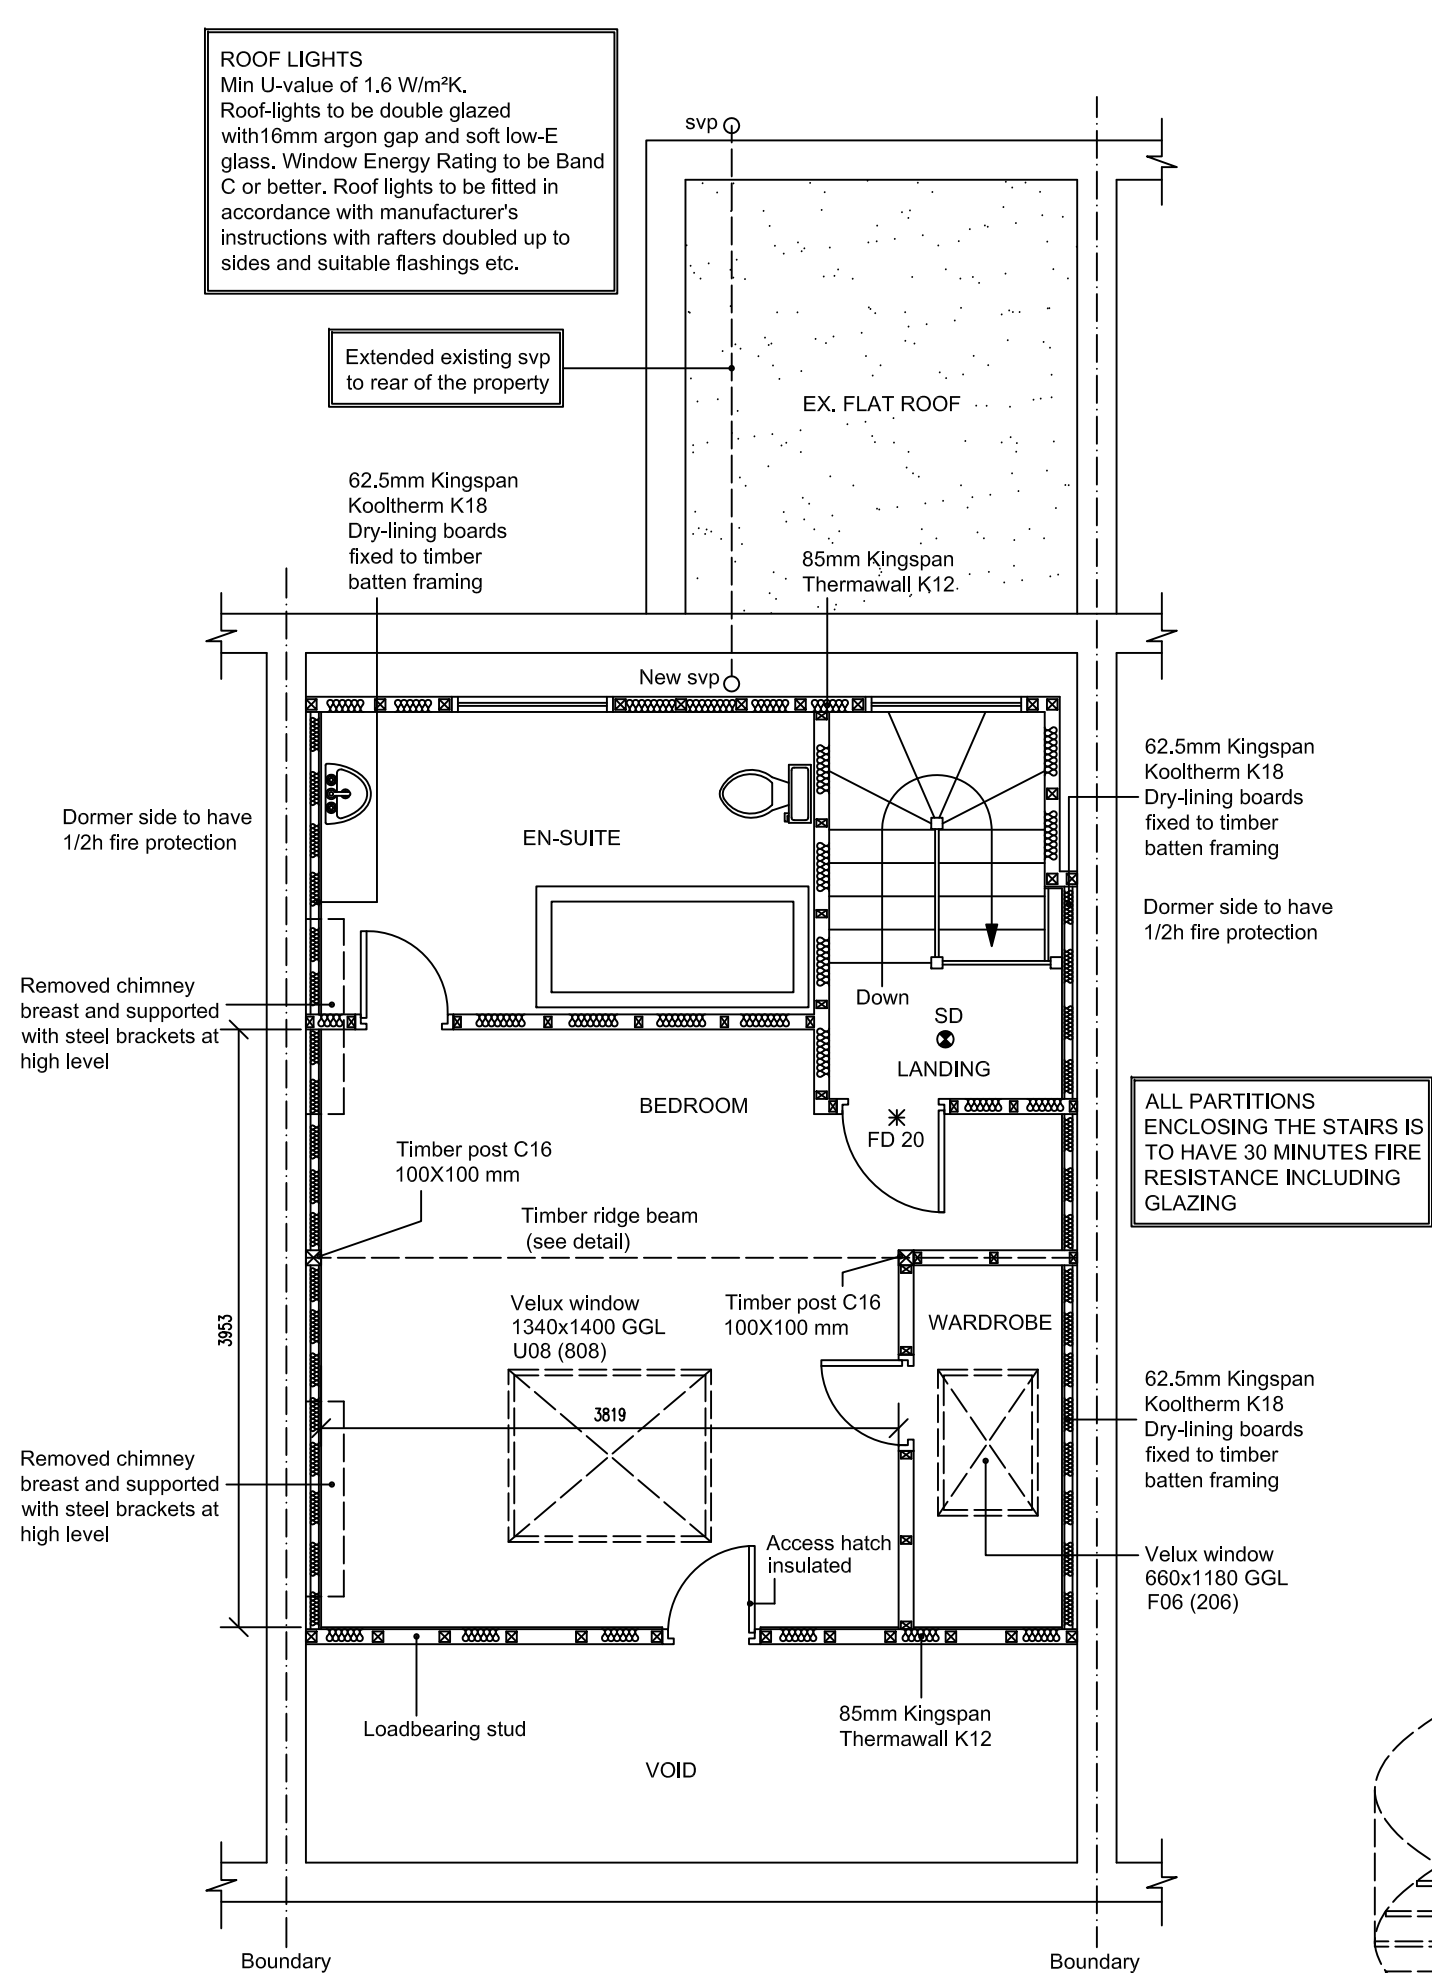 ROOF LIGHTS
Min U-value of 1.6 W/m²K.
Roof-lights to be double glazed
with16mm argon gap and soft low-E
glass. Window Energy Rating to be Band
C or better. Roof lights to be fitted in
accordance with manufacturer's
instructions with rafters doubled up to
sides and suitable flashings etc.
svp
Extended existing svp
to rear of the property
EX. FLAT ROOF
62.5mm Kingspan
Kooltherm K18
Dry-lining boards
fixed to timber
batten framing
85mm Kingspan
Thermawall K12
New svp
62.5mm Kingspan
Kooltherm K18
Dry-lining boards
fixed to timber
batten framing
Dormer side to have
1/2h fire protection
EN-SUITE
Dormer side to have
1/2h fire protection
Removed chimney
breast and supported
with steel brackets at
high level
Down
SD
LANDING
BEDROOM
FD 20
ALL PARTITIONS
ENCLOSING THE STAIRS IS
TO HAVE 30 MINUTES FIRE
RESISTANCE INCLUDING
GLAZING
Timber post C16
100X100 mm
Timber ridge beam
(see detail)
Velux window
1340x1400 GGL
U08 (808)
Timber post C16
100X100 mm
WARDROBE
3953
3819
62.5mm Kingspan
Kooltherm K18
Dry-lining boards
fixed to timber
batten framing
Removed chimney
breast and supported
with steel brackets at
high level
Access hatch
insulated
Velux window
660x1180 GGL
F06 (206)
Loadbearing stud
85mm Kingspan
Thermawall K12
VOID
Boundary
Boundary